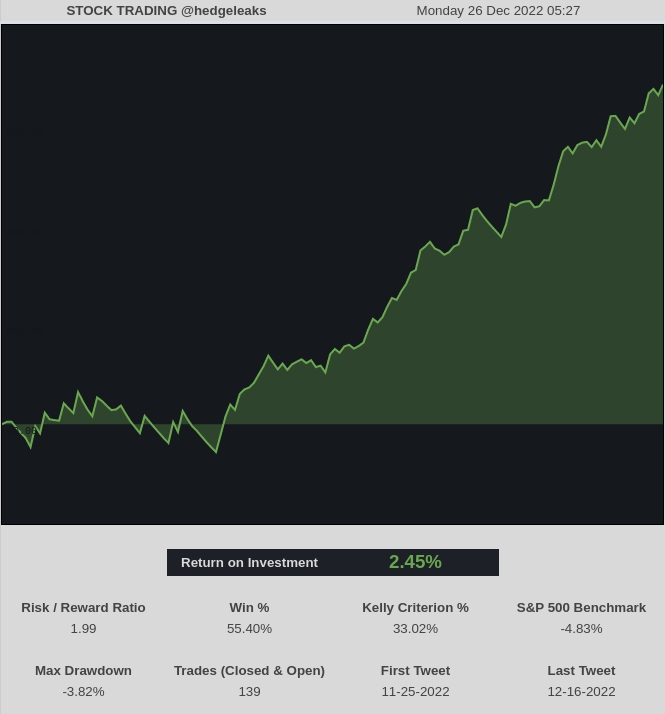 STOCK TRADING @hedgeleaks Monday 26 Dec 2022 05:27
Return on Investment 2.45%
Risk / Reward Ratio Win % Kelly Criterion % S&P 500 Benchmark
1.99 55.40% 33.02% -4.83%
Max Drawdown Trades (Closed & Open) First Tweet Last Tweet
-3.82% 139 11-25-2022 12-16-2022